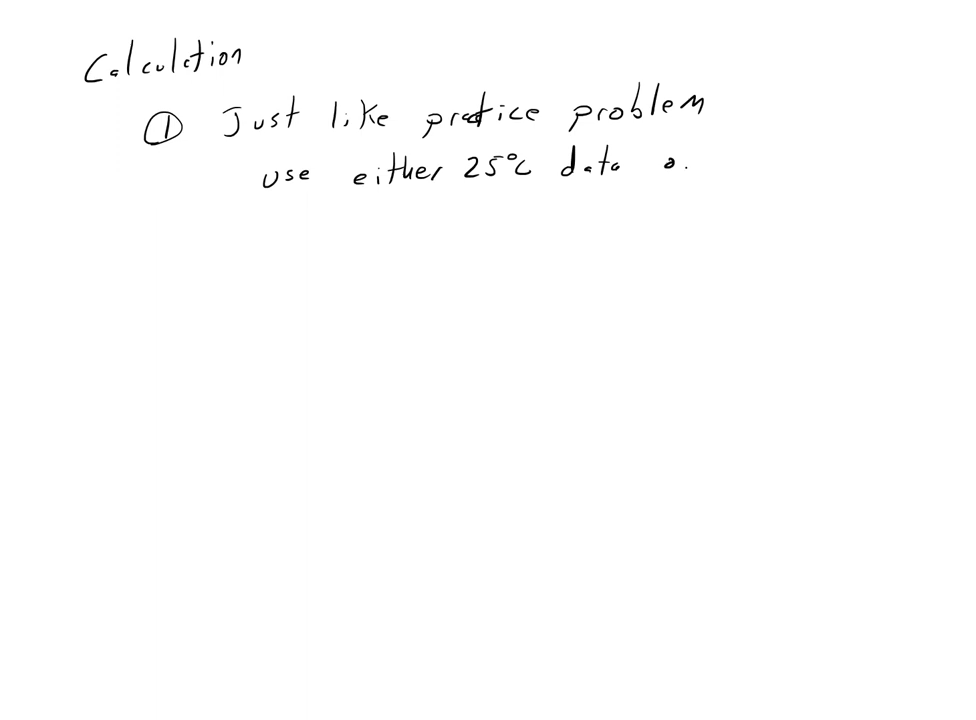 Calculation
① Just like practice problem
use either 25°C data